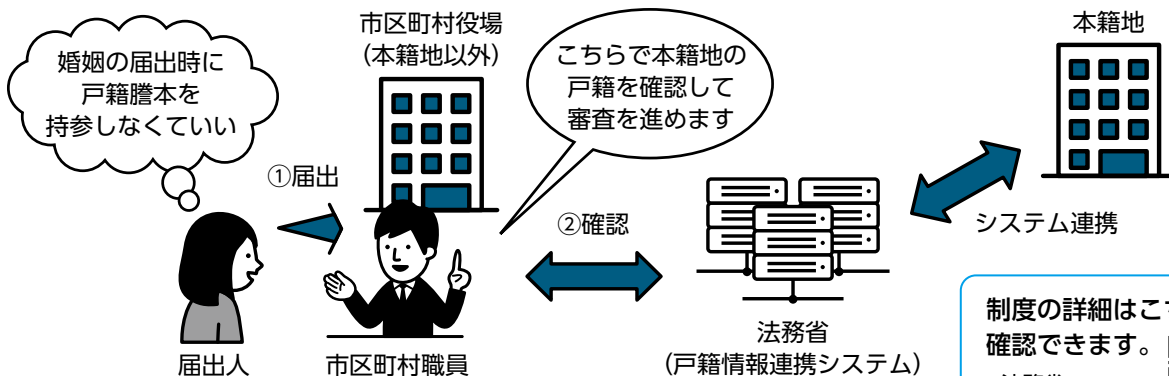 婚姻の届出時に
戸籍謄本を
持参しなくていい
市区町村役場
(本籍地以外)
こちらで本籍地の
戸籍を確認して
審査を進めます
本籍地
①届出
②確認
システム連携
届出人
市区町村職員
法務省
(戸籍情報連携システム)
制度の詳細はこ
確認できます。